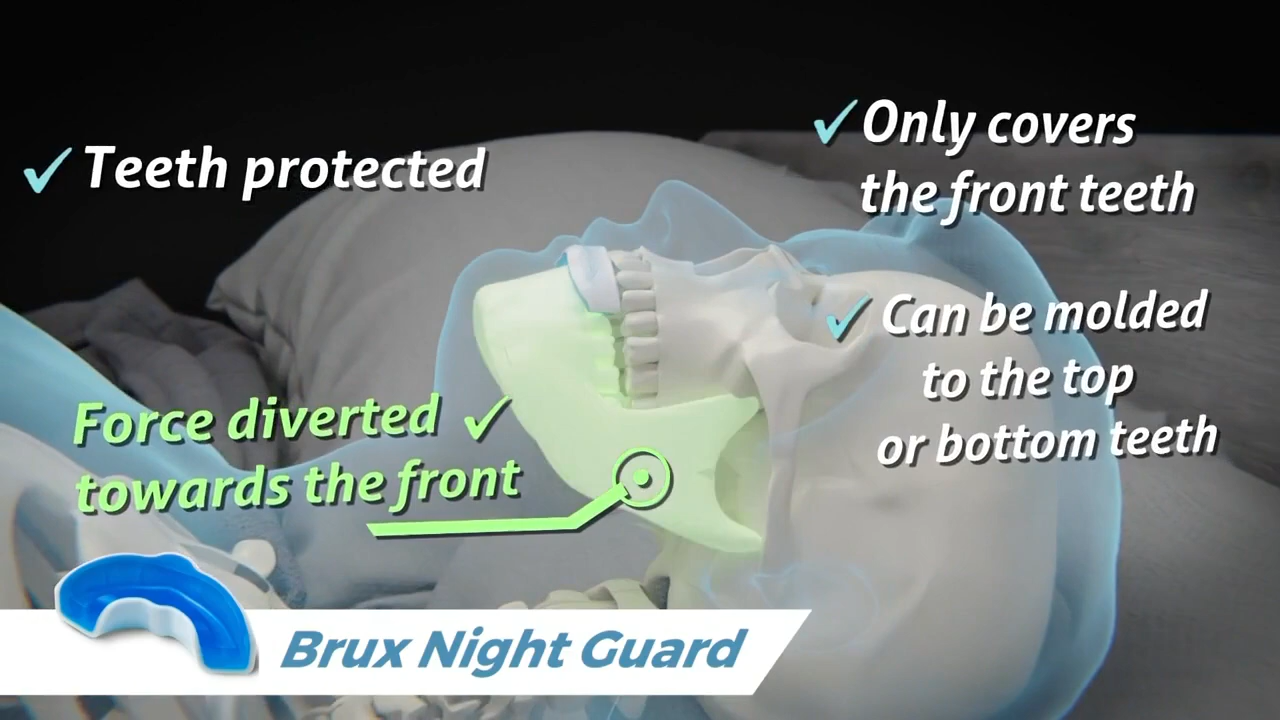 Teeth protected
Only covers
the front teeth
Can be molded
to the top
or bottom teeth
Force diverted
towards the front
Brux Night Guard